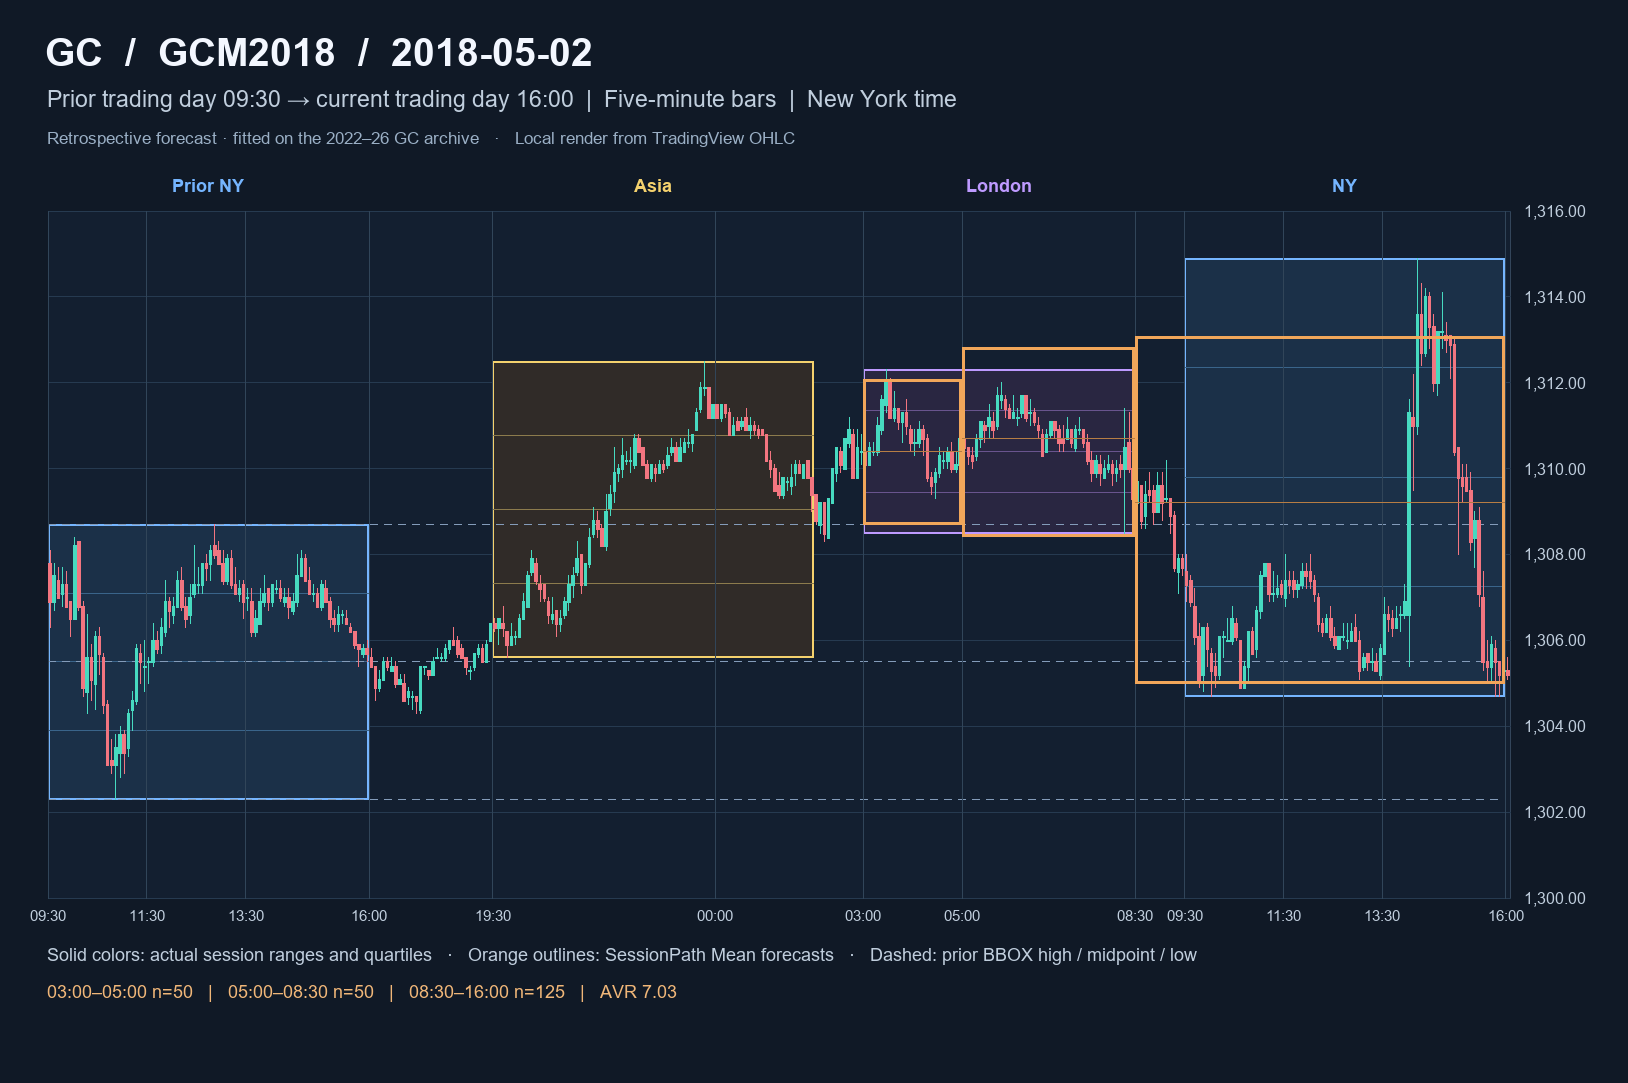 GC / GCM2018 / 2018-05-02
Prior trading day 09:30 → current trading day 16:00 | Five-minute bars | New York time
Retrospective forecast · fitted on the 2022–26 GC archive · Local render from TradingView OHLC
Prior NY Asia London NY
1,316.00
1,314.00
1,312.00
1,310.00
1,308.00
1,306.00
1,304.00
1,302.00
1,300.00
09:30 11:30 13:30 16:00 19:30 00:00 03:00 05:00 08:30 09:30 11:30 13:30 16:00
Solid colors: actual session ranges and quartiles · Orange outlines: SessionPath Mean forecasts · Dashed: prior BBOX high / midpoint / low
03:00–05:00 n=50 | 05:00–08:30 n=50 | 08:30–16:00 n=125 | AVR 7.03